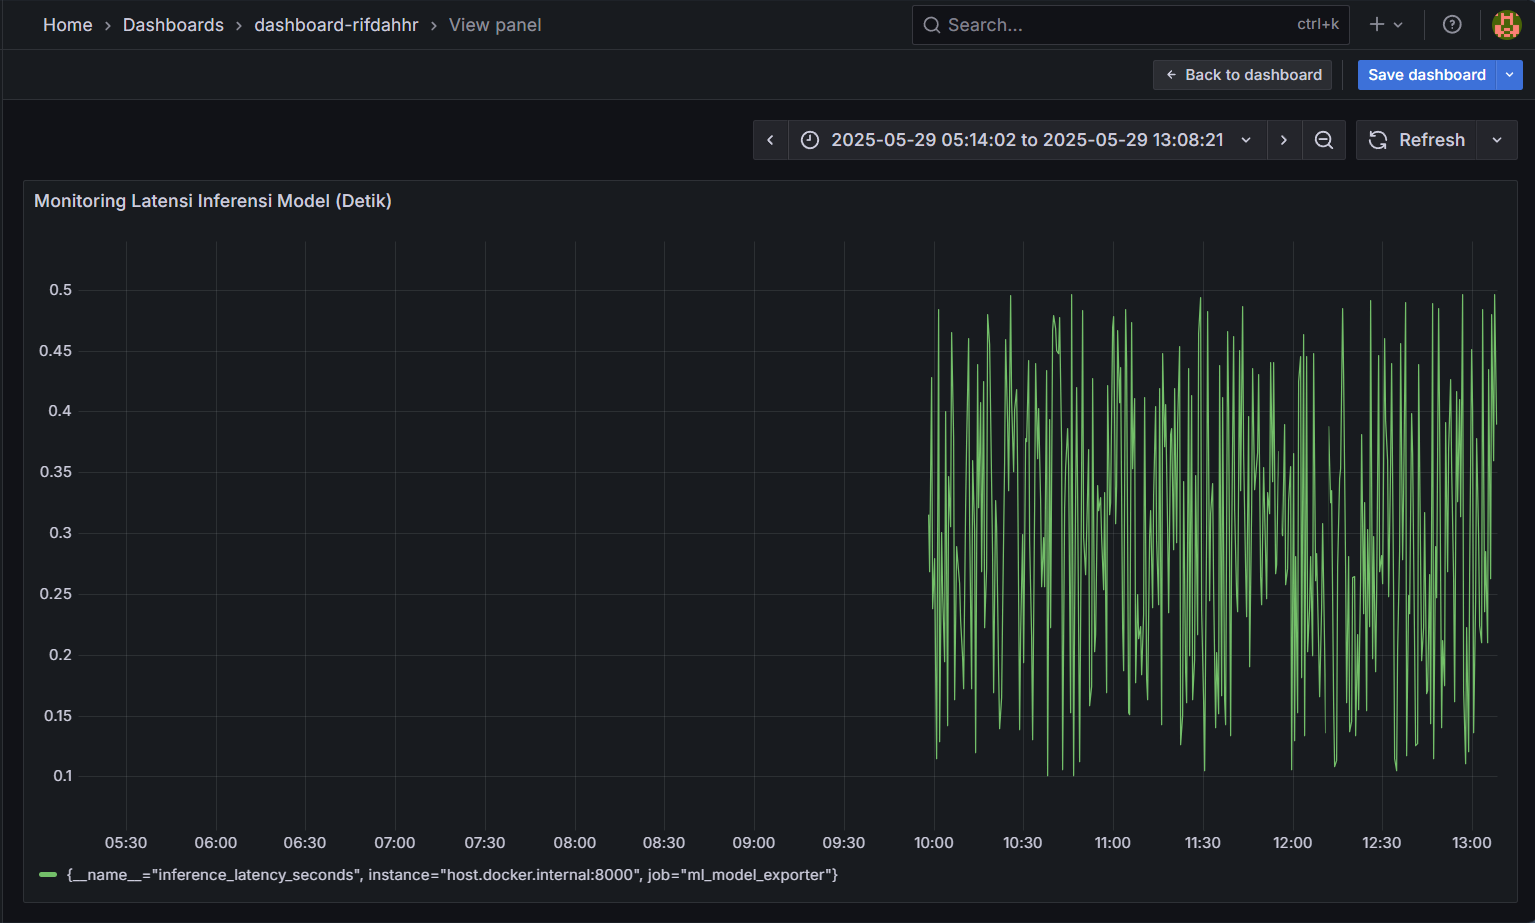 Home › Dashboards › dashboard-rifdahhr › View panel
Search... ctrl+k
Back to dashboard
Save dashboard
2025-05-29 05:14:02 to 2025-05-29 13:08:21
Refresh
Monitoring Latensi Inferensi Model (Detik)
0.5
0.45
0.4
0.35
0.3
0.25
0.2
0.15
0.1
05:30 06:00 06:30 07:00 07:30 08:00 08:30 09:00 09:30 10:00 10:30 11:00 11:30 12:00 12:30 13:00
{__name__="inference_latency_seconds", instance="host.docker.internal:8000", job="ml_model_exporter"}